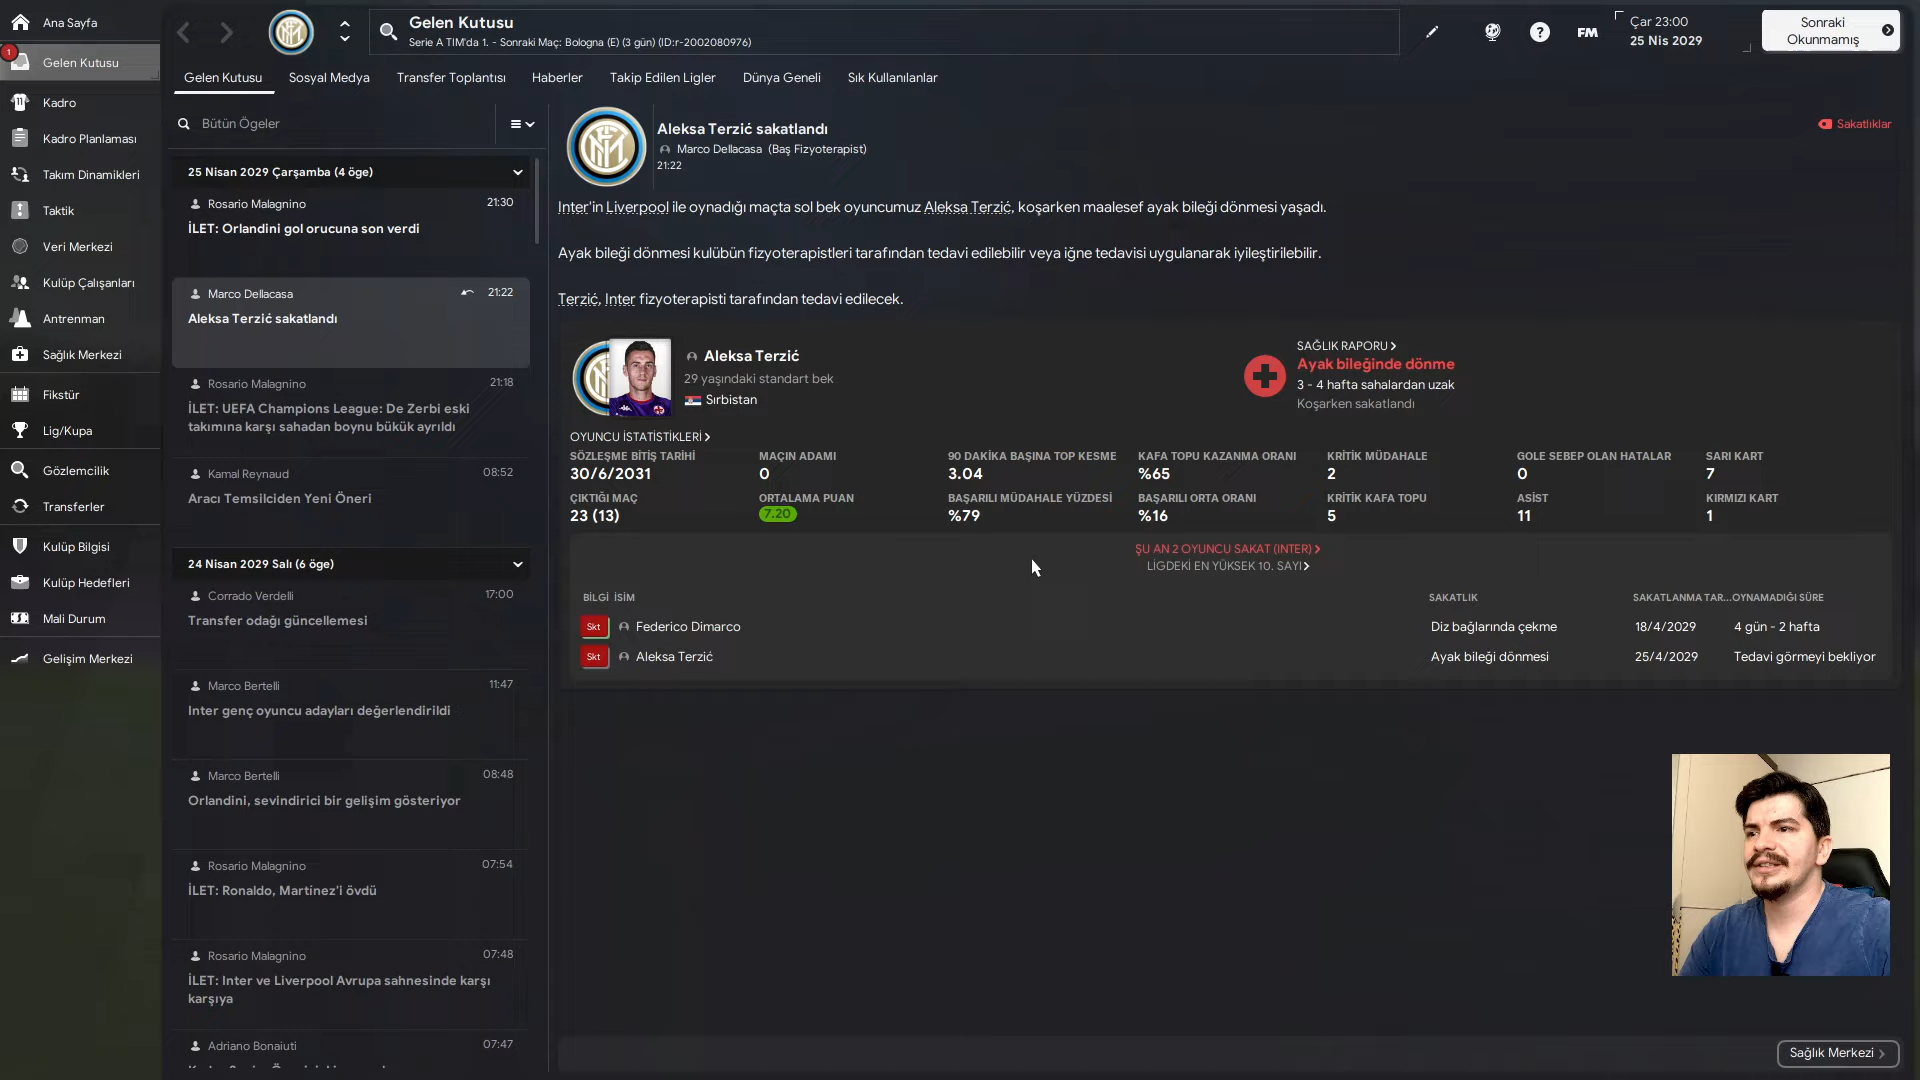 Ana Sayfa
1
Gelen Kutusu
Kadro
Kadro Planlaması
Takım Dinamikleri
Taktik
Veri Merkezi
Kulüp Çalışanları
Antrenman
Sağlık Merkezi
Fikstür
Lig/Kupa
Gözlemcilik
Transferler
Kulüp Bilgisi
Kulüp Hedefleri
Mali Durum
Gelişim Merkezi
Gelen Kutusu
Serie A TIM'da 1. - Sonraki Maç: Bologna (E) (3 gün) (ID:r-2002080976)
FM
Çar 23:00
25 Nis 2029
Sonraki
Okunmamış
Gelen Kutusu Sosyal Medya Transfer Toplantısı Haberler Takip Edilen Ligler Dünya Geneli Sık Kullanılanlar
Bütün Ögeler
25 Nisan 2029 Çarşamba (4 öge)
Rosario Malagnino 21:30
İLET: Orlandini gol orucuna son verdi
Marco Dellacasa 21:22
Aleksa Terzić sakatlandı
Rosario Malagnino 21:18
İLET: UEFA Champions League: De Zerbi eski
takımına karşı sahadan boynu bükük ayrıldı
Kamal Reynaud 08:52
Aracı Temsilciden Yeni Öneri
24 Nisan 2029 Salı (6 öge)
Corrado Verdelli 17:00
Transfer odağı güncellemesi
Marco Bertelli 11:47
Inter genç oyuncu adayları değerlendirildi
Marco Bertelli 08:48
Orlandini, sevindirici bir gelişim gösteriyor
Rosario Malagnino 07:54
İLET: Ronaldo, Martinez'i övdü
Rosario Malagnino 07:48
İLET: Inter ve Liverpool Avrupa sahnesinde karşı
karşıya
Adriano Bonaiuti 07:47
Aleksa Terzić sakatlandı
Marco Dellacasa (Baş Fizyoterapist)
21:22
Sakatlıklar
Inter'in Liverpool ile oynadığı maçta sol bek oyuncumuz Aleksa Terzić, koşarken maalesef ayak bileği dönmesi yaşadı.
Ayak bileği dönmesi kulübün fizyoterapistleri tarafından tedavi edilebilir veya iğne tedavisi uygulanarak iyileştirilebilir.
Terzić, Inter fizyoterapisti tarafından tedavi edilecek.
Aleksa Terzić
29 yaşındaki standart bek
Sırbistan
SAĞLIK RAPORU
Ayak bileğinde dönme
3 - 4 hafta sahalardan uzak
Koşarken sakatlandı
OYUNCU İSTATİSTİKLERİ
SÖZLEŞME BİTİŞ TARİHİ MAÇIN ADAMI 90 DAKİKA BAŞINA TOP KESME KAFA TOPU KAZANMA ORANI KRİTİK MÜDAHALE GOLE SEBEP OLAN HATALAR SARI KART
30/6/2031 0 3.04 %65 2 0 7
ÇIKTIĞI MAÇ ORTALAMA PUAN BAŞARILI MÜDAHALE YÜZDESİ BAŞARILI ORTA ORANI KRİTİK KAFA TOPU ASİST KIRMIZI KART
23 (13) 7.20 %79 %16 5 11 1
ŞU AN 2 OYUNCU SAKAT (INTER)
LİGDEKİ EN YÜKSEK 10. SAYI
BİLGİ İSİM SAKATLIK SAKATLANMA TAR... OYNAMADIĞI SÜRE
Skt Federico Dimarco Diz bağlarında çekme 18/4/2029 4 gün - 2 hafta
Skt Aleksa Terzić Ayak bileği dönmesi 25/4/2029 Tedavi görmeyi bekliyor
Sağlık Merkezi